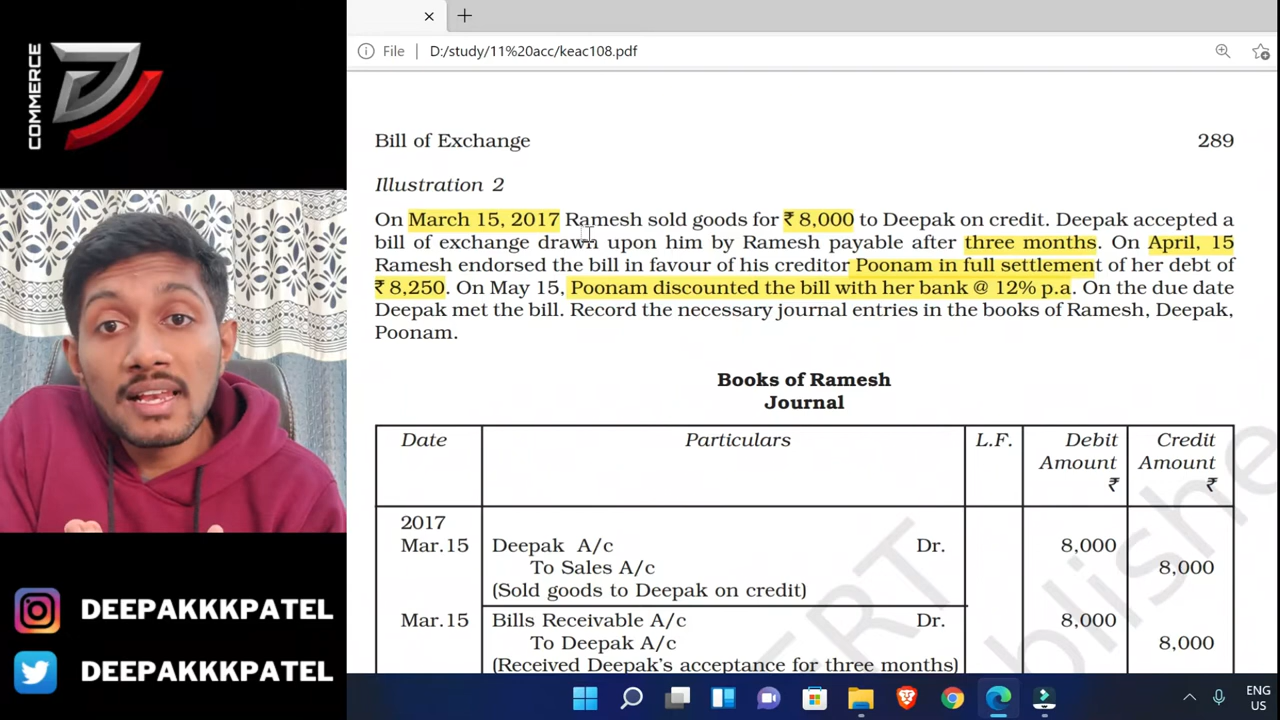 COMMERCE
File
D:/study/11%20acc/keac108.pdf
Bill of Exchange 289
Illustration 2
On March 15, 2017 Ramesh sold goods for ₹ 8,000 to Deepak on credit. Deepak accepted a
bill of exchange drawn upon him by Ramesh payable after three months. On April, 15
Ramesh endorsed the bill in favour of his creditor Poonam in full settlement of her debt of
₹ 8,250. On May 15, Poonam discounted the bill with her bank @ 12% p.a. On the due date
Deepak met the bill. Record the necessary journal entries in the books of Ramesh, Deepak,
Poonam.
Books of Ramesh
Journal
Date Particulars L.F. Debit Credit
Amount Amount
₹ ₹
2017
Mar.15 Deepak A/c Dr. 8,000
To Sales A/c 8,000
(Sold goods to Deepak on credit)
Mar.15 Bills Receivable A/c Dr. 8,000
To Deepak A/c 8,000
(Received Deepak's acceptance for three months)
DEEPAKKKPATEL
DEEPAKKKPATEL
ENG
US